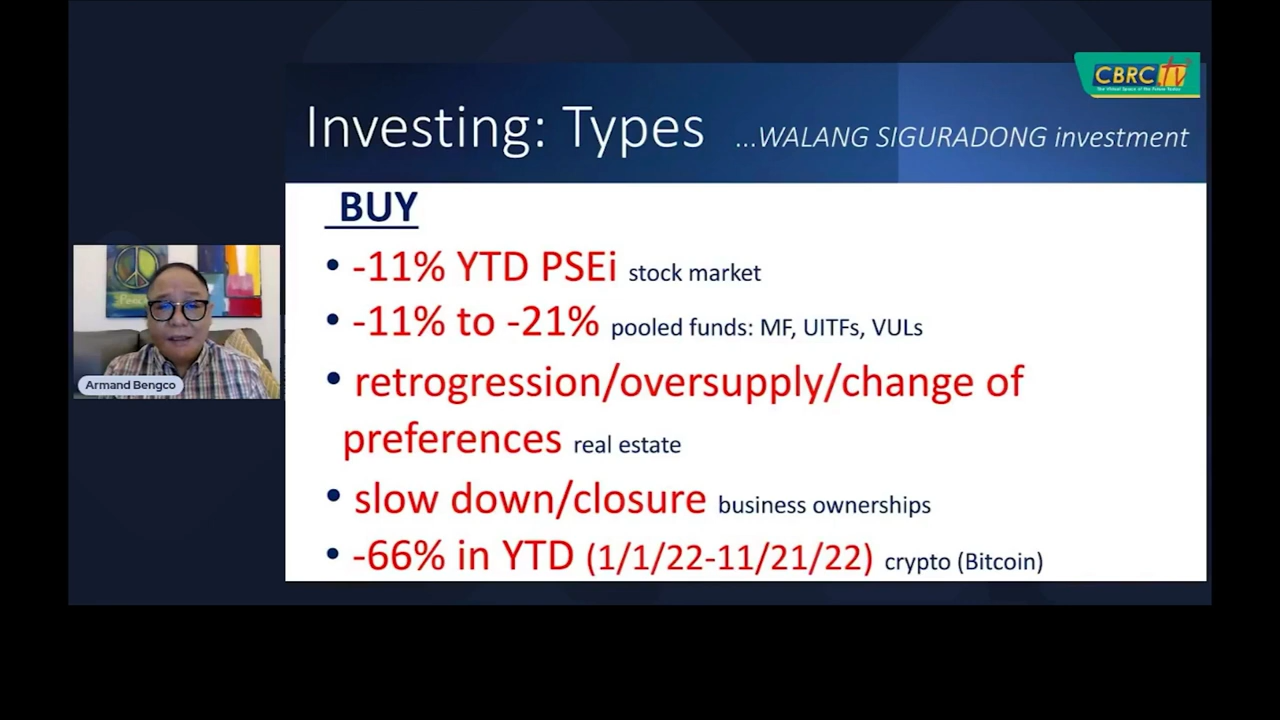 CBRC tv
Investing: Types ...WALANG SIGURADONG investment
BUY
• -11% YTD PSEi stock market
• -11% to -21% pooled funds: MF, UITFs, VULs
• retrogression/oversupply/change of
preferences real estate
• slow down/closure business ownerships
• -66% in YTD (1/1/22-11/21/22) crypto (Bitcoin)
Armand Bengco